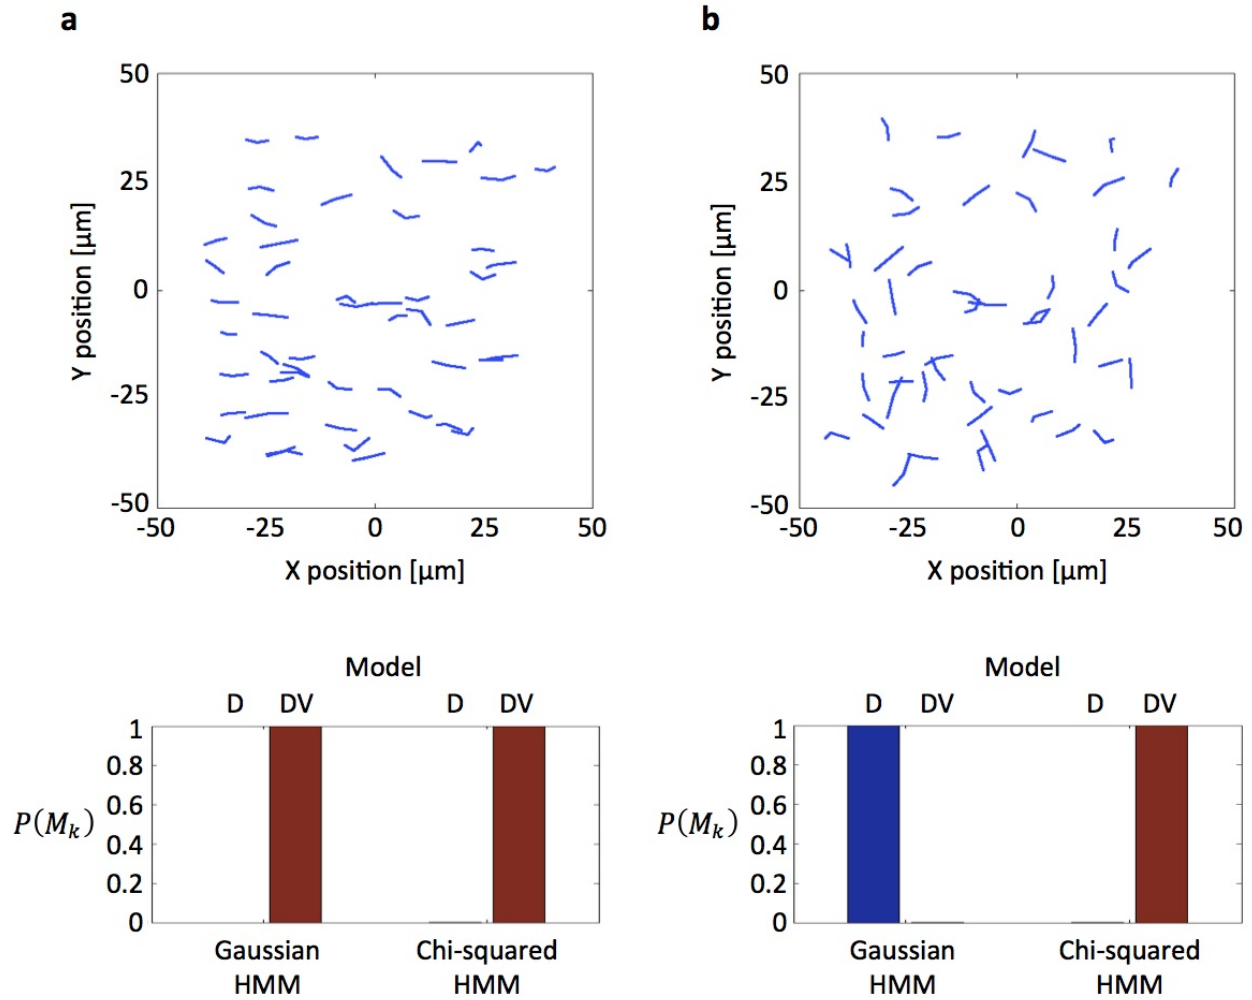 a
50
25
0
-25
-50
Y position [µm]
-50 -25 0 25 50
X position [µm]
b
50
25
0
-25
-50
Y position [µm]
-50 -25 0 25 50
X position [µm]
Model
D DV D DV
1
0.8
0.6
0.4
0.2
0
P(Mₖ)
Gaussian Chi-squared
HMM HMM
Model
D DV D DV
1
0.8
0.6
0.4
0.2
0
P(Mₖ)
Gaussian Chi-squared
HMM HMM